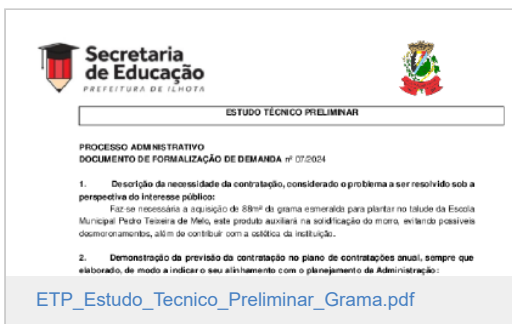 Secretaria
de Educação
PREFEITURA DE ILHOTA
ESTUDO TÉCNICO PRELIMINAR
PROCESSO ADMINISTRATIVO
DOCUMENTO DE FORMALIZAÇÃO DE DEMANDA nº 07/2024
1. Descrição da necessidade da contratação, considerado o problema a ser resolvido sob a
perspectiva do interesse público:
Faz-se necessária a aquisição de 88m² da grama esmeralda para plantar no talude da Escola
Municipal Pedro Teixeira de Melo, este produto auxiliará na solidificação do morro, evitando possíveis
desmoronamentos, além de contribuir com a estética da instituição.
2. Demonstração da previsão da contratação no plano de contratações anual, sempre que
elaborado, de modo a indicar o seu alinhamento com o planejamento da Administração:
ETP_Estudo_Tecnico_Preliminar_Grama.pdf